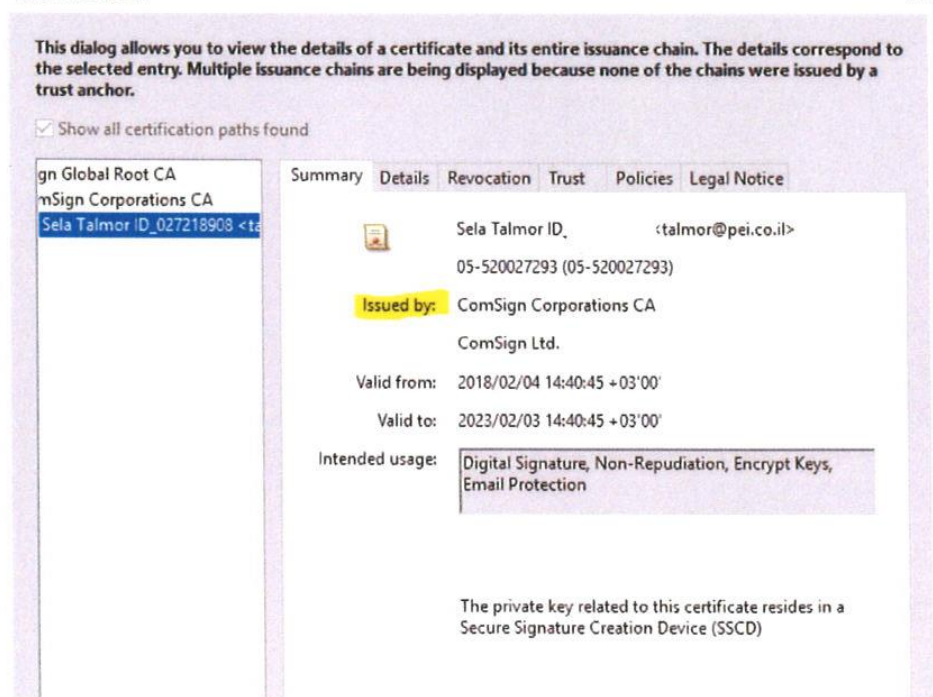 This dialog allows you to view the details of a certificate and its entire issuance chain. The details correspond to
the selected entry. Multiple issuance chains are being displayed because none of the chains were issued by a
trust anchor.
Show all certification paths found
gn Global Root CA
mSign Corporations CA
Sela Talmor ID_027218908 <ta
Summary Details Revocation Trust Policies Legal Notice
Sela Talmor ID_ <talmor@pei.co.il>
05-520027293 (05-520027293)
Issued by: ComSign Corporations CA
ComSign Ltd.
Valid from: 2018/02/04 14:40:45 +03'00'
Valid to: 2023/02/03 14:40:45 +03'00'
Intended usage: Digital Signature, Non-Repudiation, Encrypt Keys,
Email Protection
The private key related to this certificate resides in a
Secure Signature Creation Device (SSCD)